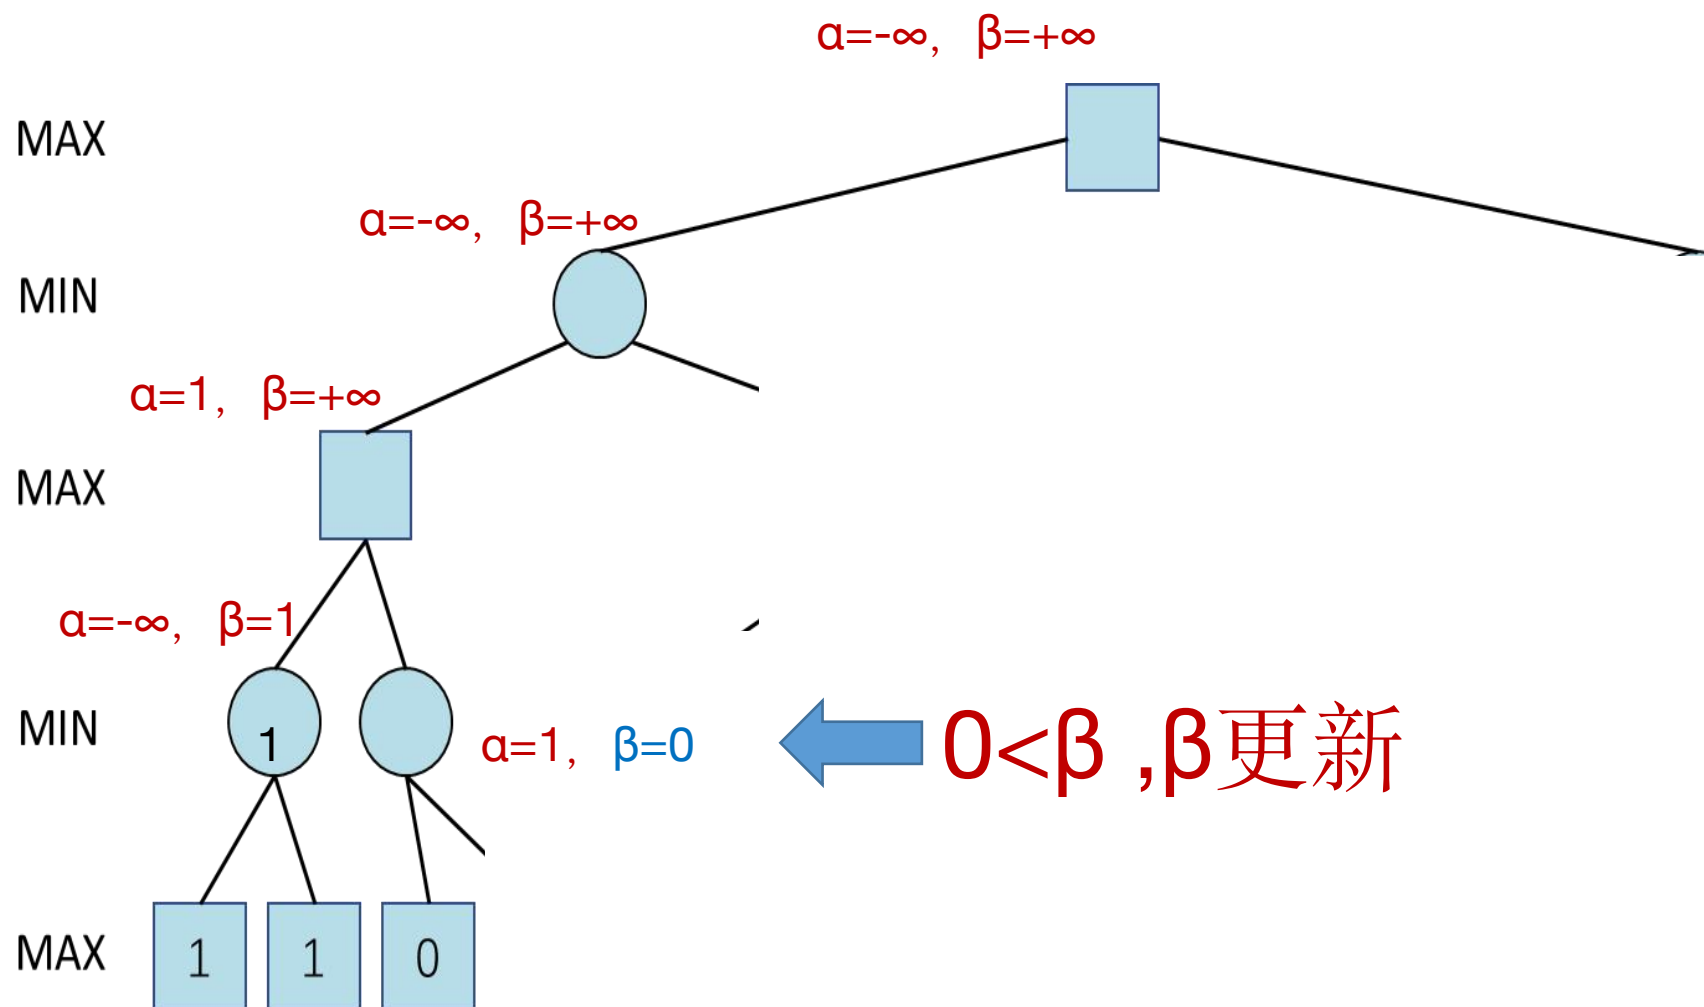 α=-∞, β=+∞
MAX
α=-∞, β=+∞
MIN
α=1, β=+∞
MAX
α=-∞, β=1
MIN
1
α=1, β=0
0<β ,β更新
MAX
1
1
0